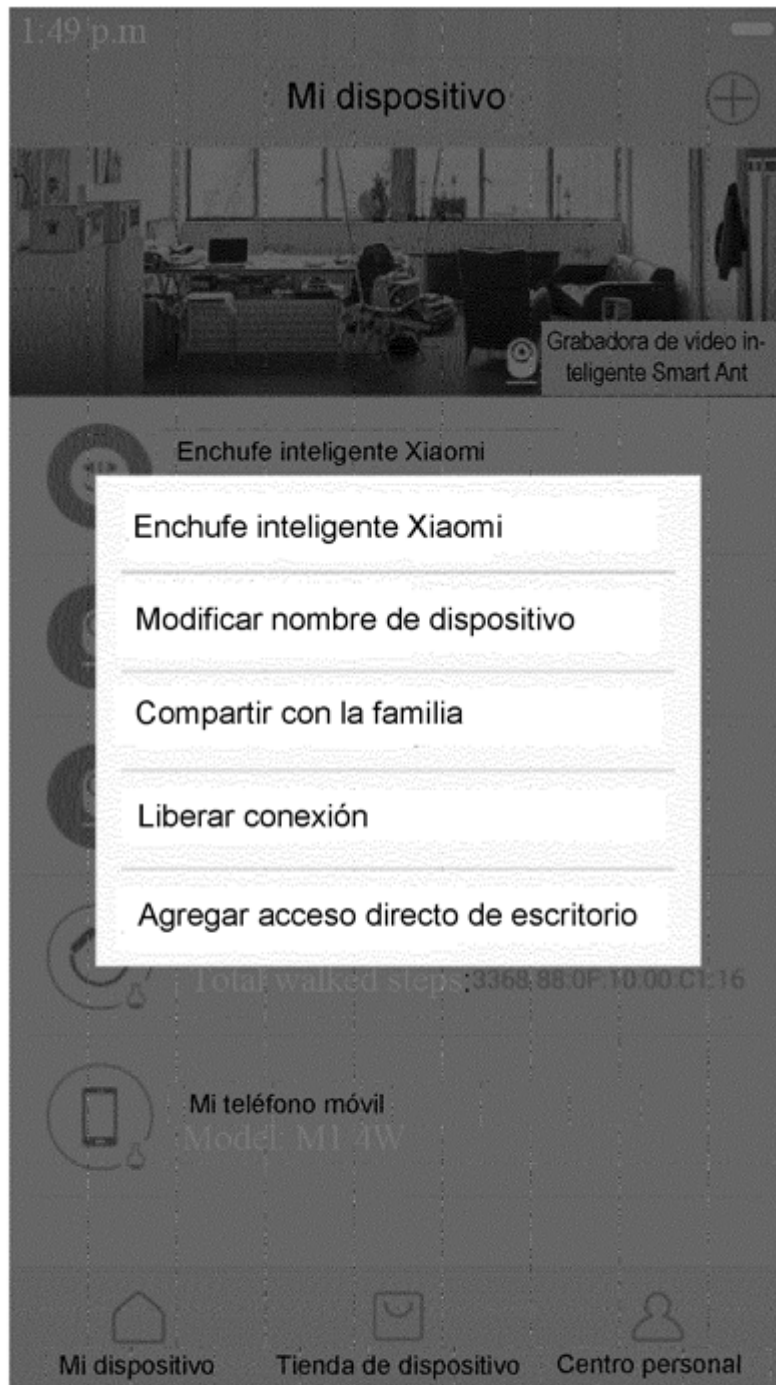 1:49 p.m
Mi dispositivo
Grabadora de video in-
teligente Smart Ant
Enchufe inteligente Xiaomi
Enchufe inteligente Xiaomi
Modificar nombre de dispositivo
Compartir con la familia
Liberar conexión
Agregar acceso directo de escritorio
Total walked steps:3368 88:0F:10:00:C1:16
Mi teléfono móvil
Model: M1 4W
Mi dispositivo
Tienda de dispositivo
Centro personal